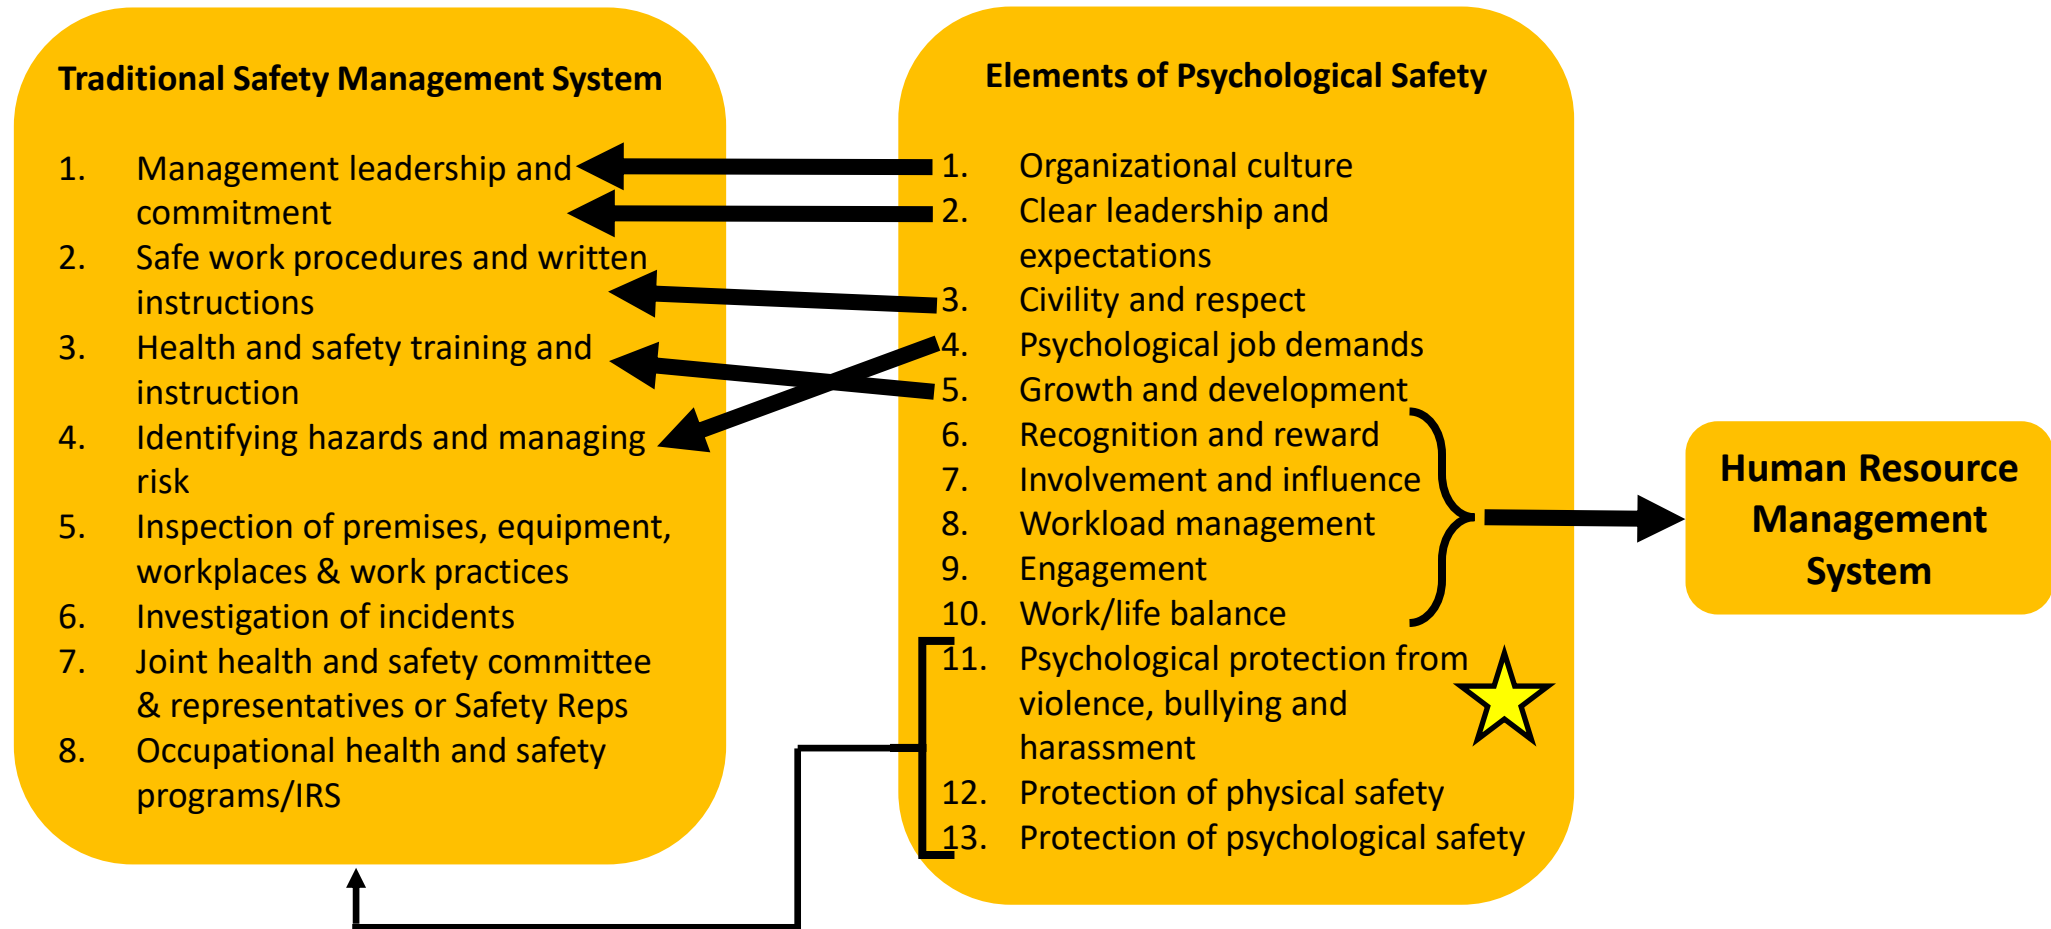 Traditional Safety Management System
1. Management leadership and
commitment
2. Safe work procedures and written
instructions
3. Health and safety training and
instruction
4. Identifying hazards and managing
risk
5. Inspection of premises, equipment,
workplaces & work practices
6. Investigation of incidents
7. Joint health and safety committee
& representatives or Safety Reps
8. Occupational health and safety
programs/IRS
Elements of Psychological Safety
1. Organizational culture
2. Clear leadership and
expectations
3. Civility and respect
4. Psychological job demands
5. Growth and development
6. Recognition and reward
7. Involvement and influence
8. Workload management
9. Engagement
10. Work/life balance
11. Psychological protection from
violence, bullying and
harassment
12. Protection of physical safety
13. Protection of psychological safety
Human Resource
Management
System